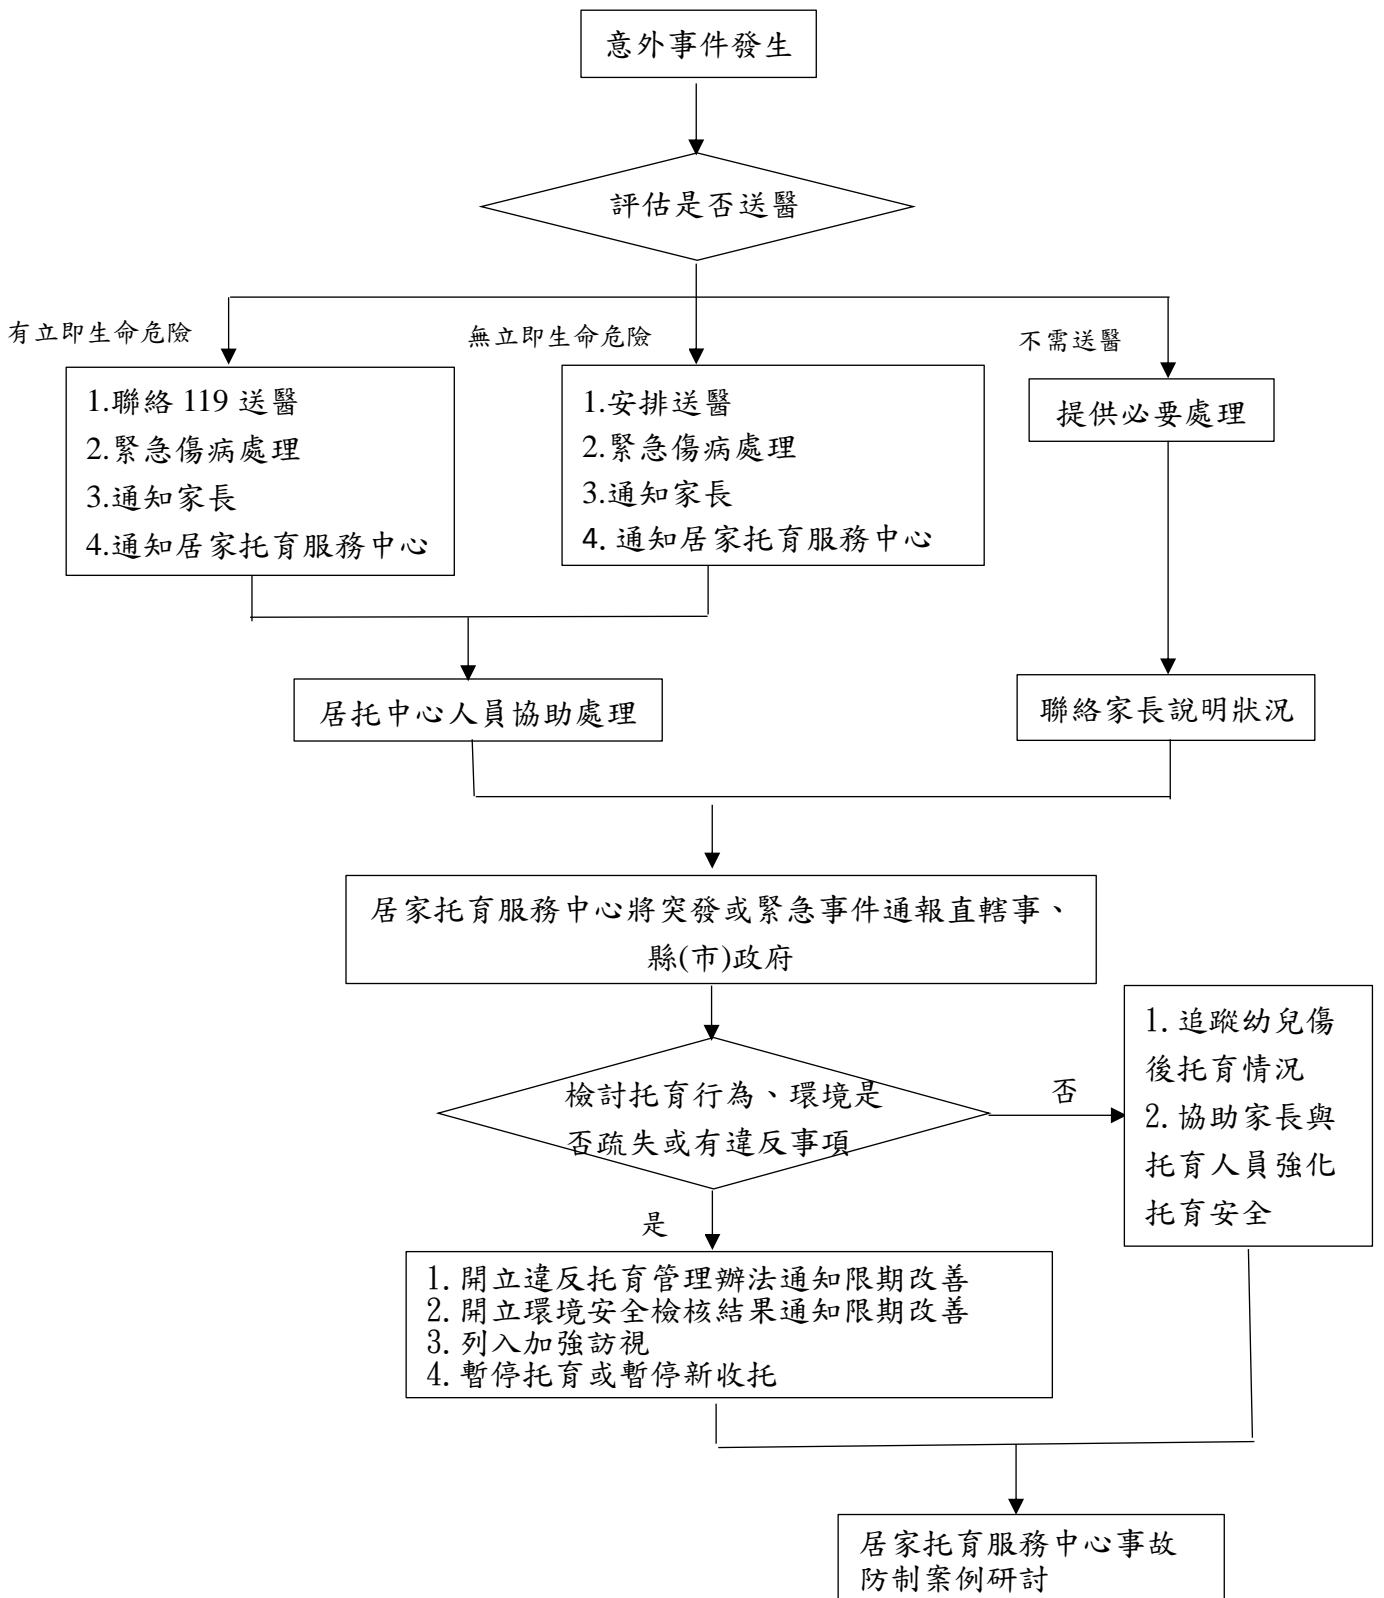 意外事件發生
評估是否送醫
有立即生命危險
無立即生命危險
不需送醫
1.聯絡 119 送醫
2.緊急傷病處理
3.通知家長
4.通知居家托育服務中心
1.安排送醫
2.緊急傷病處理
3.通知家長
4. 通知居家托育服務中心
提供必要處理
居托中心人員協助處理
聯絡家長說明狀況
居家托育服務中心將突發或緊急事件通報直轄事、
縣(市)政府
檢討托育行為、環境是
否疏失或有違反事項
否
1. 追蹤幼兒傷
後托育情況
2. 協助家長與
托育人員強化
托育安全
是
1. 開立違反托育管理辦法通知限期改善
2. 開立環境安全檢核結果通知限期改善
3. 列入加強訪視
4. 暫停托育或暫停新收托
居家托育服務中心事故
防制案例研討